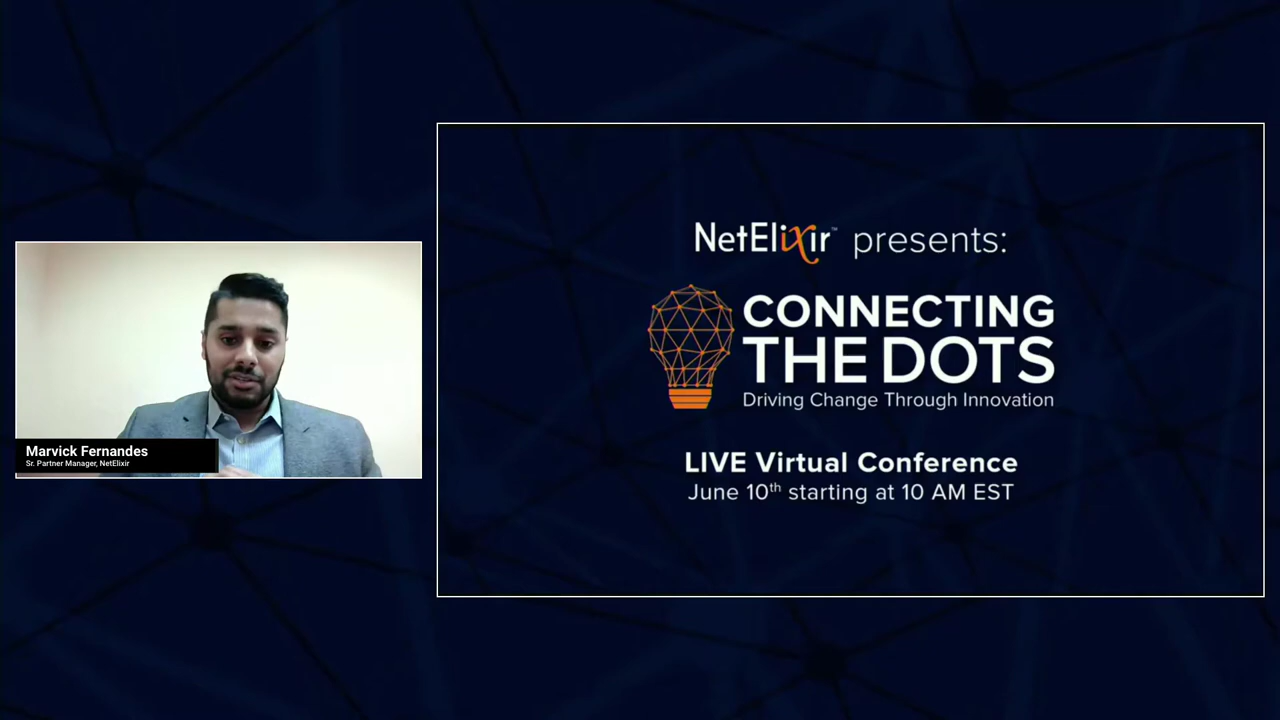 NetElixir™ presents:
CONNECTING
THE DOTS
Driving Change Through Innovation
LIVE Virtual Conference
June 10th starting at 10 AM EST
Marvick Fernandes
Sr. Partner Manager, NetElixir